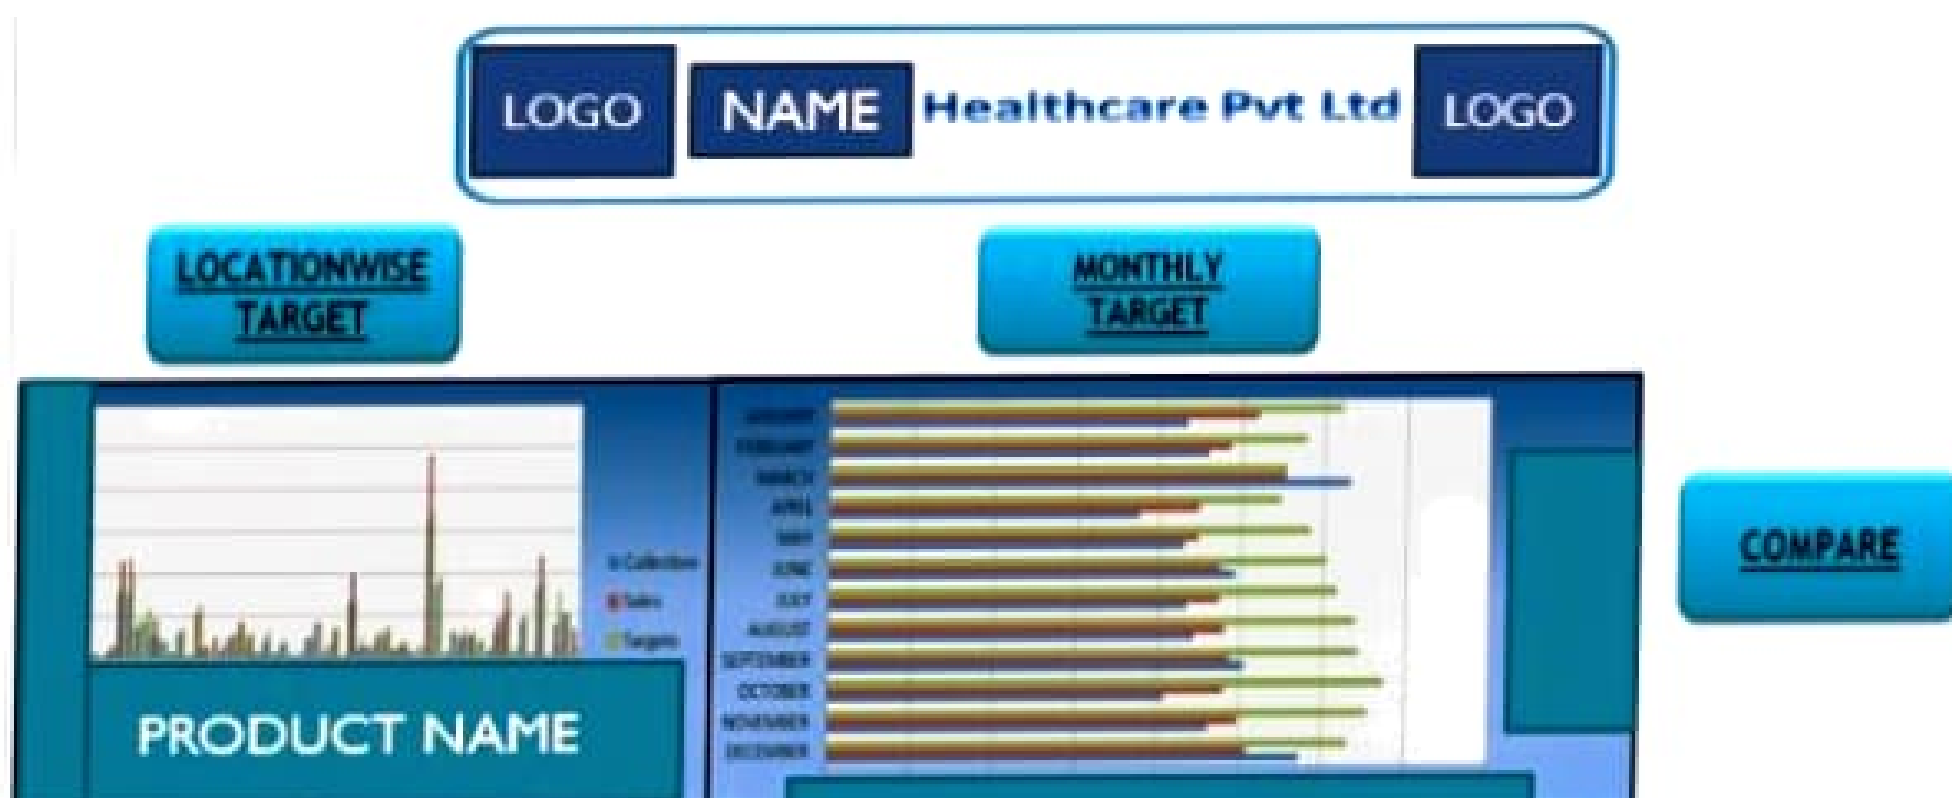 LOGO NAME Healthcare Pvt Ltd LOGO
LOCATIONWISE
TARGET
MONTHLY
TARGET
JANUARY
FEBRUARY
MARCH
APRIL
MAY
JUNE
JULY
AUGUST
SEPTEMBER
OCTOBER
NOVEMBER
DECEMBER
Collection
Sales
Targets
COMPARE
PRODUCT NAME